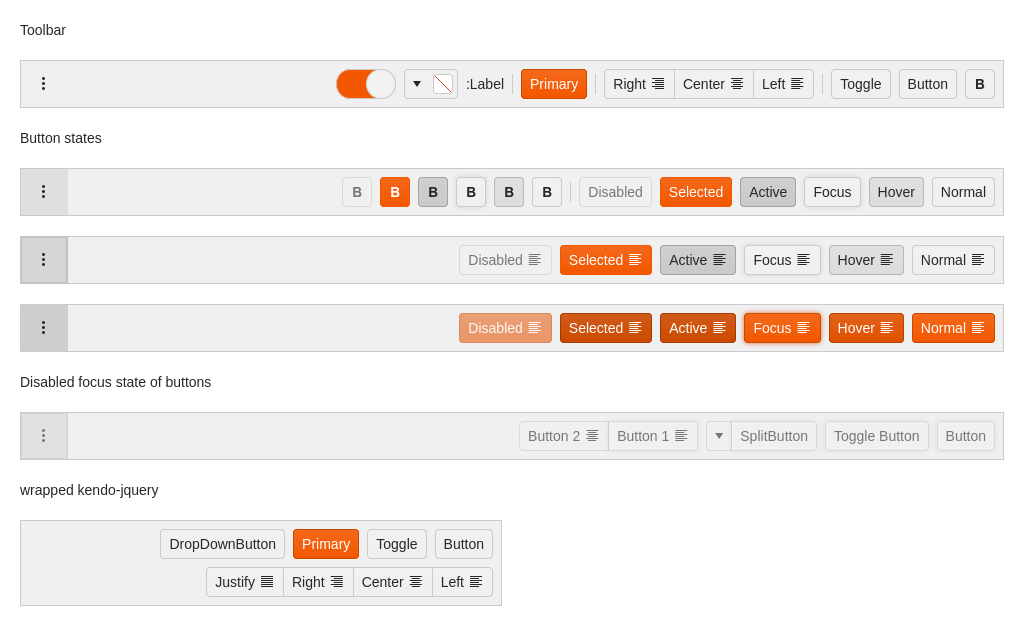 Toolbar
:Label Primary Right Center Left Toggle Button B
Button states
B B B B B B Disabled Selected Active Focus Hover Normal
Disabled Selected Active Focus Hover Normal
Disabled Selected Active Focus Hover Normal
Disabled focus state of buttons
Button 2 Button 1 SplitButton Toggle Button Button
wrapped kendo-jquery
DropDownButton Primary Toggle Button
Justify Right Center Left